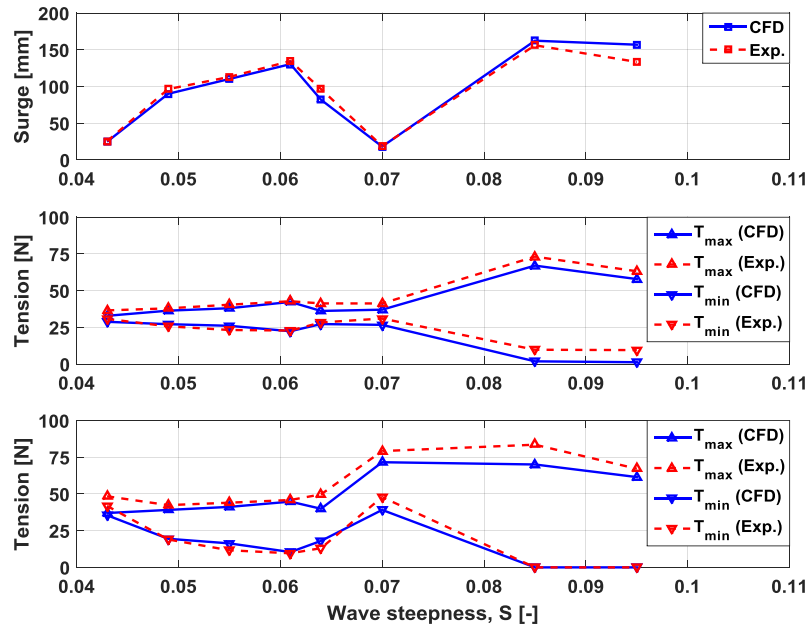 200
150
100
50
0
Surge [mm]
CFD
Exp.
0.04 0.05 0.06 0.07 0.08 0.09 0.1 0.11
100
75
50
25
0
Tension [N]
T_max (CFD)
T_max (Exp.)
T_min (CFD)
T_min (Exp.)
0.04 0.05 0.06 0.07 0.08 0.09 0.1 0.11
100
75
50
25
0
Tension [N]
T_max (CFD)
T_max (Exp.)
T_min (CFD)
T_min (Exp.)
0.04 0.05 0.06 0.07 0.08 0.09 0.1 0.11
Wave steepness, S [-]